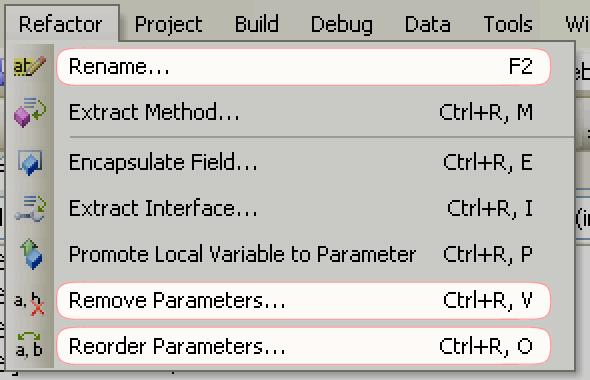 Refactor Project Build Debug Data Tools Wi
Rename... F2
Extract Method... Ctrl+R, M
Encapsulate Field... Ctrl+R, E
Extract Interface... Ctrl+R, I
Promote Local Variable to Parameter Ctrl+R, P
Remove Parameters... Ctrl+R, V
Reorder Parameters... Ctrl+R, O